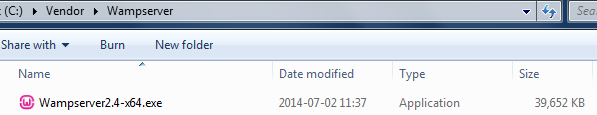 (C:) ▸ Vendor ▸ Wampserver
Share with Burn New folder
Name Date modified Type Size
Wampserver2.4-x64.exe 2014-07-02 11:37 Application 39,652 KB